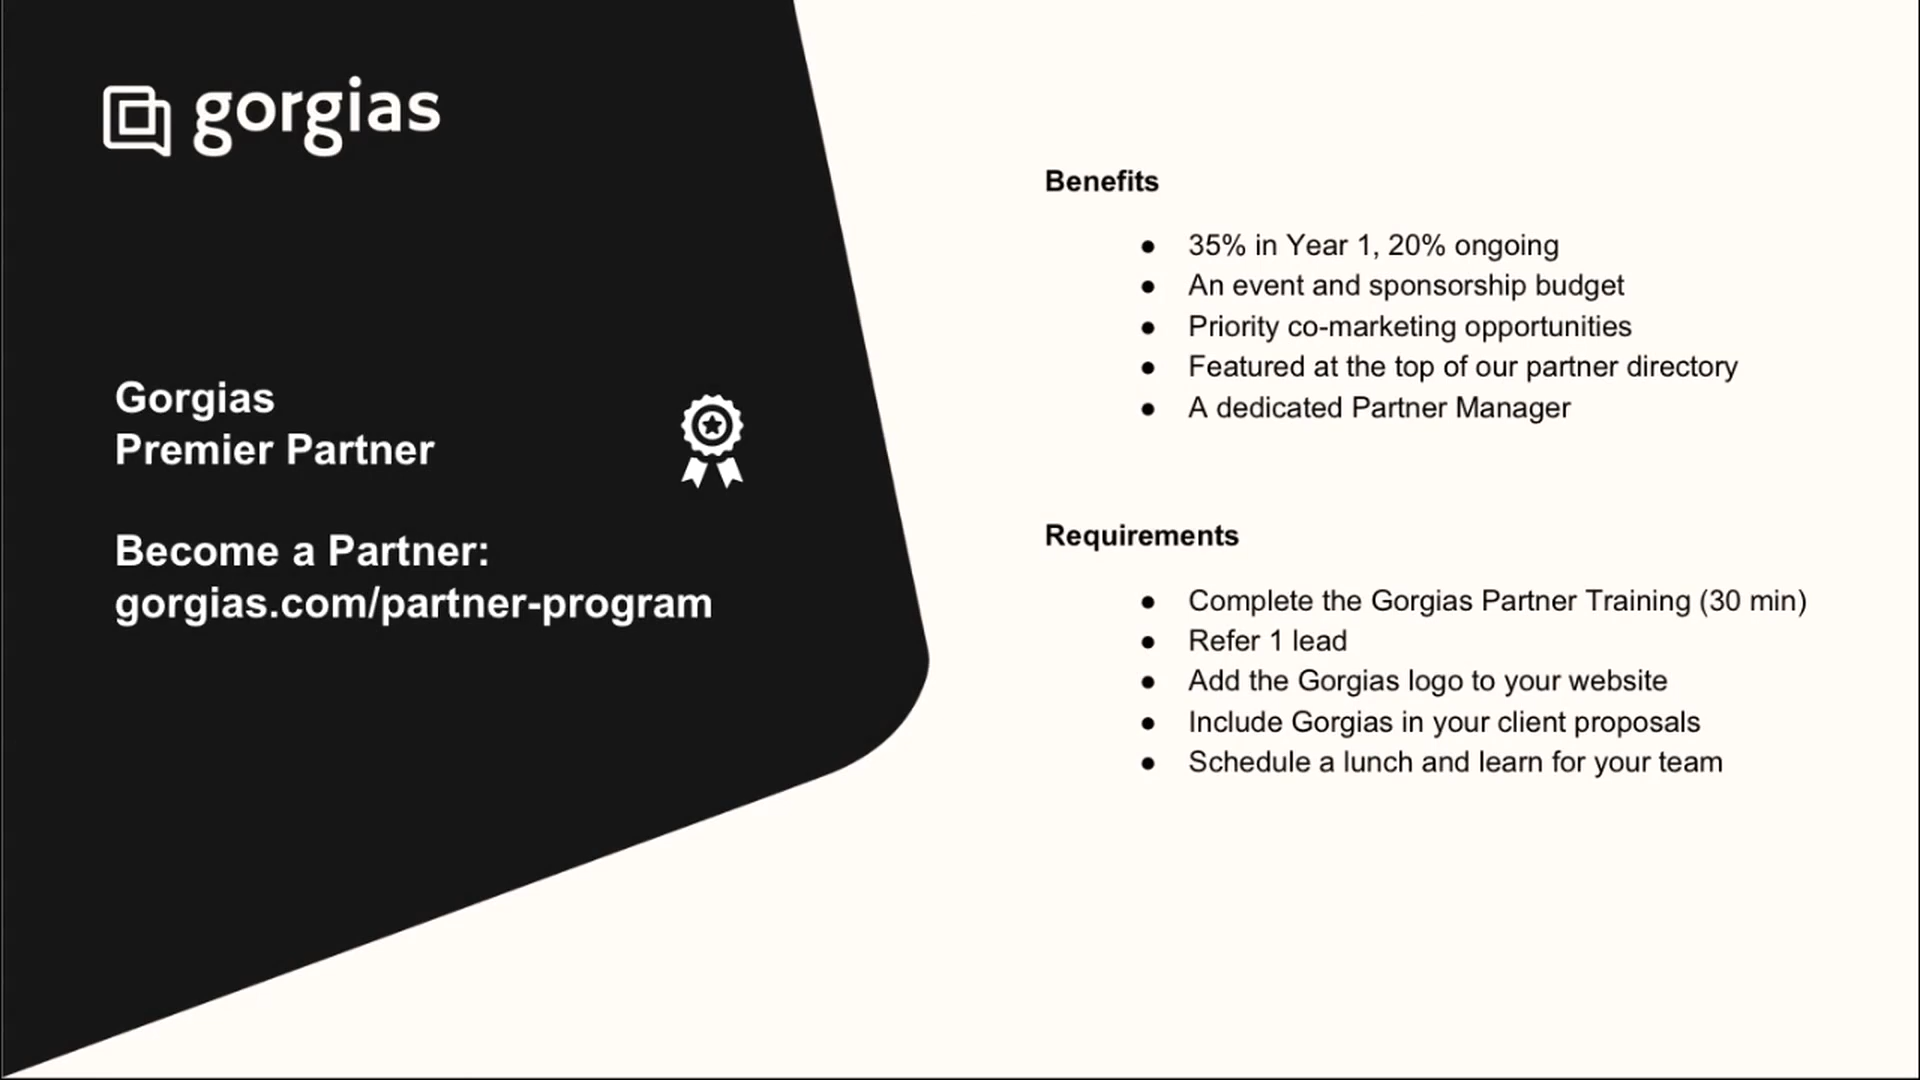 gorgias
Gorgias
Premier Partner
Become a Partner:
gorgias.com/partner-program
Benefits
● 35% in Year 1, 20% ongoing
● An event and sponsorship budget
● Priority co-marketing opportunities
● Featured at the top of our partner directory
● A dedicated Partner Manager
Requirements
● Complete the Gorgias Partner Training (30 min)
● Refer 1 lead
● Add the Gorgias logo to your website
● Include Gorgias in your client proposals
● Schedule a lunch and learn for your team